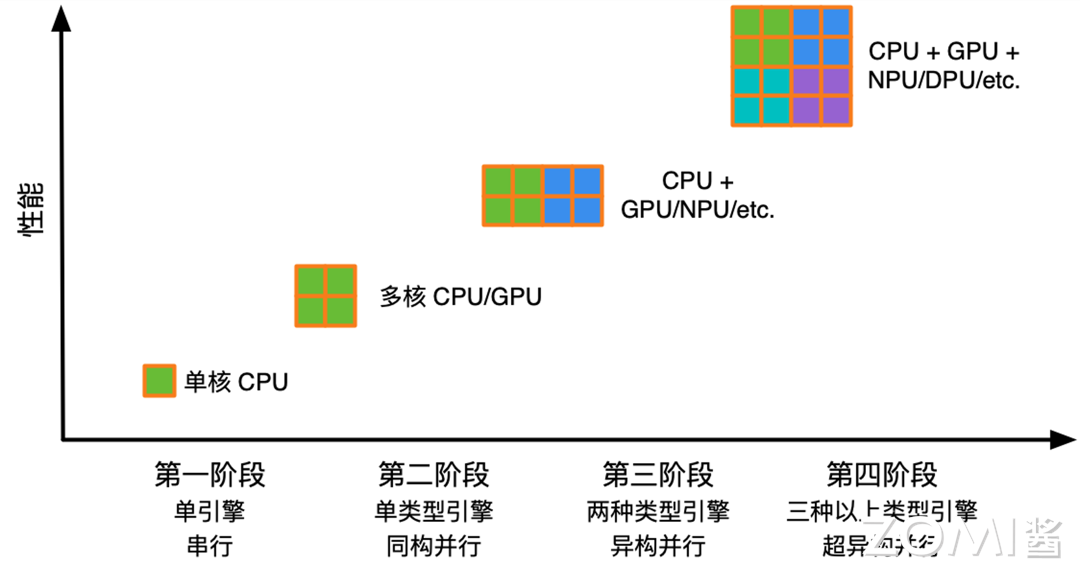 CPU + GPU +
NPU/DPU/etc.
CPU +
GPU/NPU/etc.
性能
多核 CPU/GPU
单核 CPU
第一阶段
单引擎
串行
第二阶段
单类型引擎
同构并行
第三阶段
两种类型引擎
异构并行
第四阶段
三种以上类型引擎
超异构并行
ZOMI酱